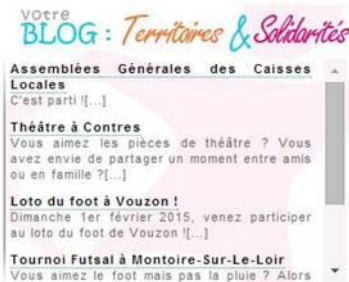 votre
BLOG : Territoires & Solidarités
Assemblées Générales des Caisses
Locales
C'est parti ![...]
Théâtre à Contres
Vous aimez les pièces de théâtre ? Vous
avez envie de partager un moment entre amis
ou en famille ?[...]
Loto du foot à Vouzon !
Dimanche 1er février 2015, venez participer
au loto du foot de Vouzon ![...]
Tournoi Futsal à Montoire-Sur-Le-Loir
Vous aimez le foot mais pas la pluie ? Alors